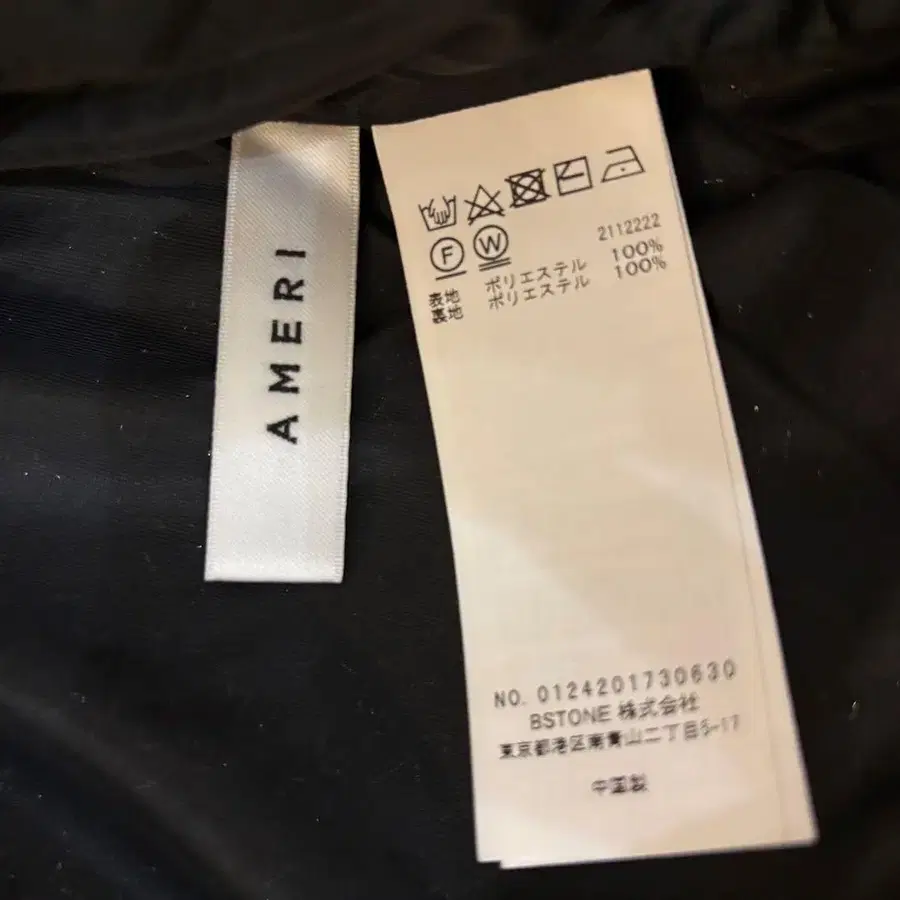 AMERI
F W
2112222
表地 ポリエステル 100%
裏地 ポリエステル 100%
NO. 0124201730630
BSTONE 株式会社
東京都港区南青山二丁目5-17
中国製